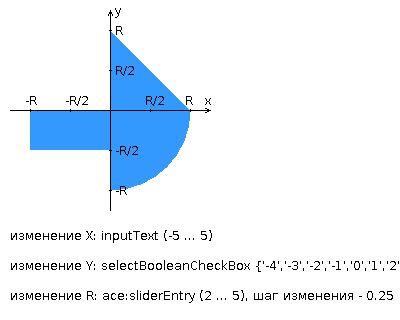 y
R
R/2
-R -R/2 R/2 R x
-R/2
-R
изменение X: inputText (-5 ... 5)
изменение Y: selectBooleanCheckBox {'-4','-3','-2','-1','0','1','2'
изменение R: ace:sliderEntry (2 ... 5), шаг изменения - 0.25